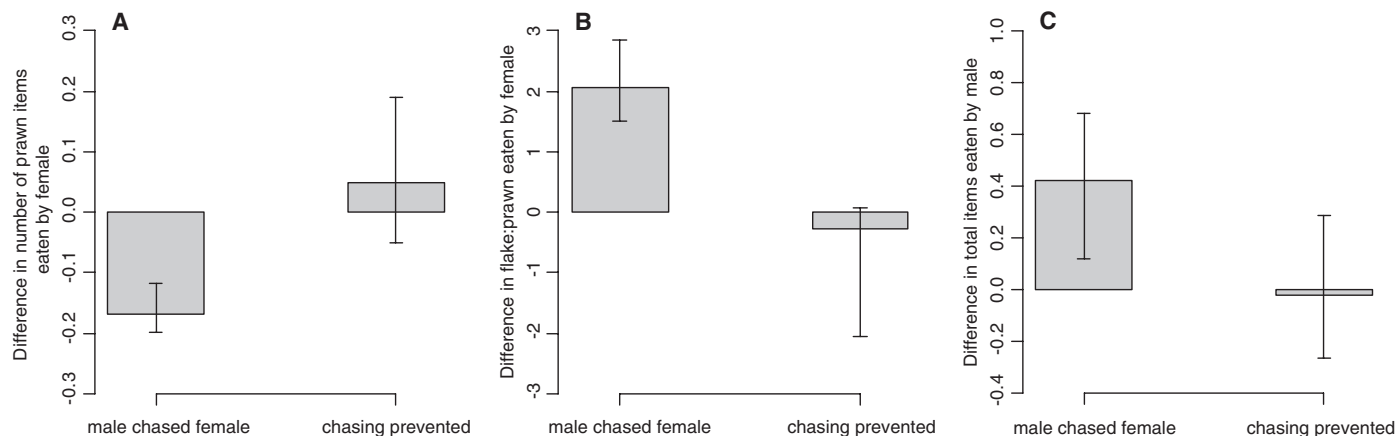 A
Difference in number of prawn items
eaten by female
0.3
0.2
0.1
0.0
-0.1
-0.2
-0.3
male chased female
chasing prevented
B
Difference in flake:prawn eaten by female
3
2
1
0
-1
-2
-3
male chased female
chasing prevented
C
Difference in total items eaten by male
1.0
0.8
0.6
0.4
0.2
0.0
-0.2
-0.4
male chased female
chasing prevented